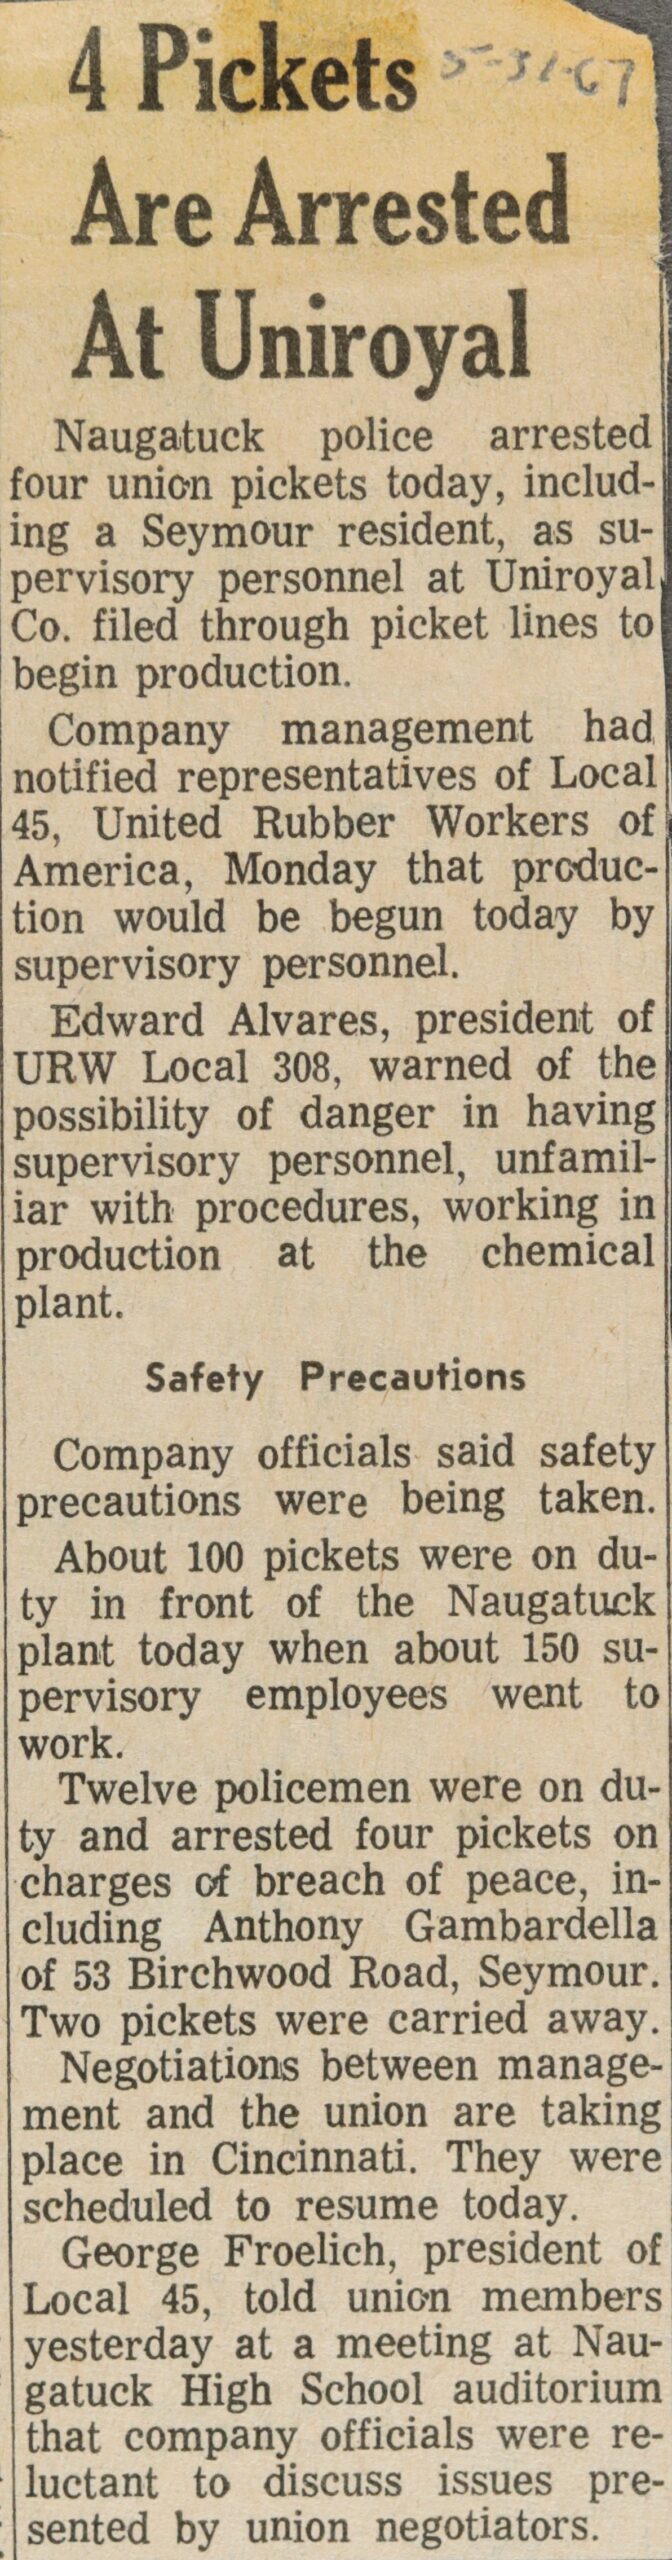 4 Pickets 5-31-67
Are Arrested
At Uniroyal
Naugatuck police arrested
four union pickets today, includ-
ing a Seymour resident, as su-
pervisory personnel at Uniroyal
Co. filed through picket lines to
begin production.
Company management had
notified representatives of Local
45, United Rubber Workers of
America, Monday that produc-
tion would be begun today by
supervisory personnel.
Edward Alvares, president of
URW Local 308, warned of the
possibility of danger in having
supervisory personnel, unfamil-
iar with procedures, working in
production at the chemical
plant.
Safety Precautions
Company officials said safety
precautions were being taken.
About 100 pickets were on du-
ty in front of the Naugatuck
plant today when about 150 su-
pervisory employees went to
work.
Twelve policemen were on du-
ty and arrested four pickets on
charges of breach of peace, in-
cluding Anthony Gambardella
of 53 Birchwood Road, Seymour.
Two pickets were carried away.
Negotiations between manage-
ment and the union are taking
place in Cincinnati. They were
scheduled to resume today.
George Froelich, president of
Local 45, told union members
yesterday at a meeting at Nau-
gatuck High School auditorium
that company officials were re-
luctant to discuss issues pre-
sented by union negotiators.